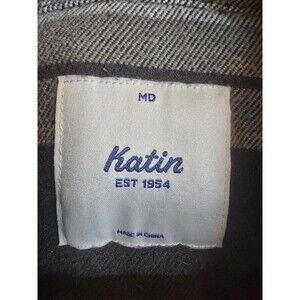 MD
Katin
EST 1954
MADE IN CHINA